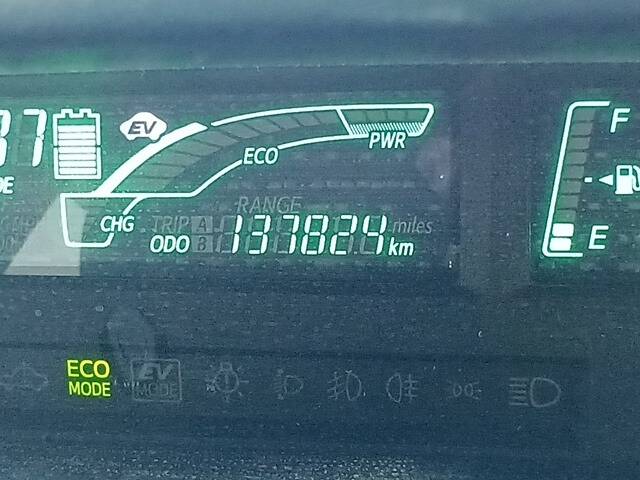 EV
F
PWR
ECO
RANGE
CHG
TRIP A miles
ODO B 137824 km
E
ECO
MODE
EV
MODE